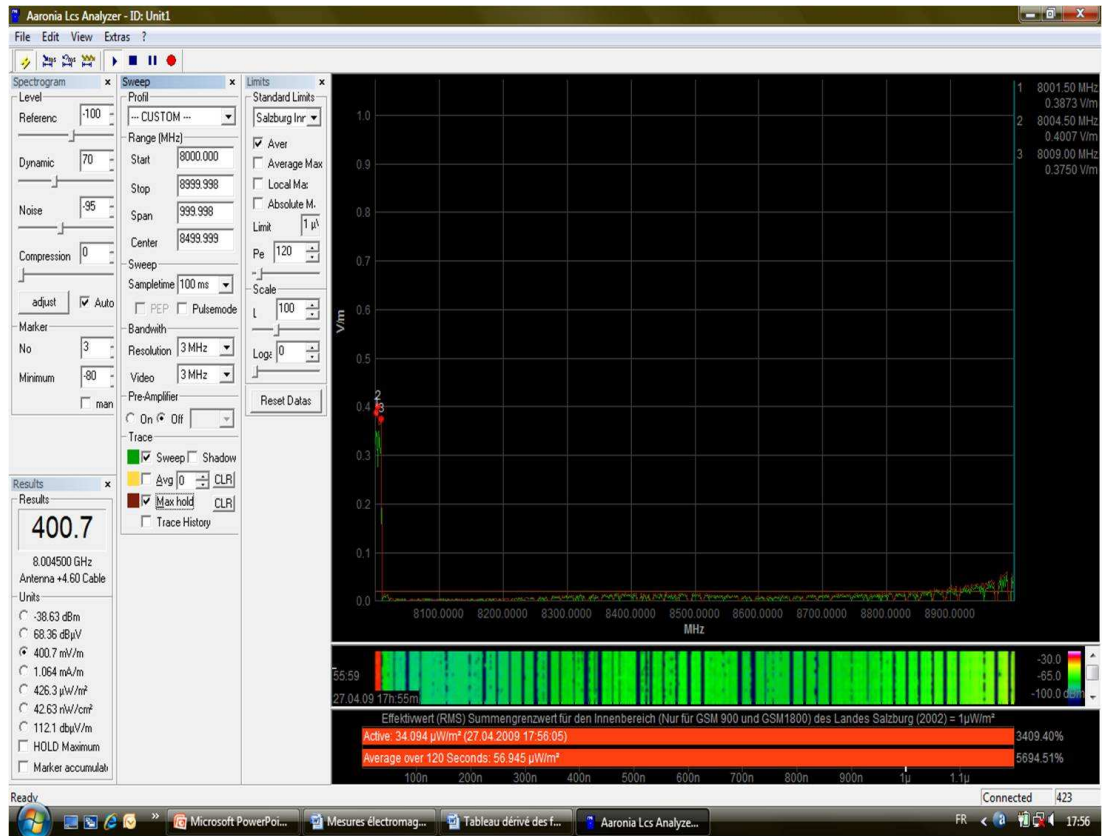 Aaronia Lcs Analyzer - ID: Unit1
File Edit View Extras ?
Spectrogram x
Level
Referenc -100
Dynamic 70
Noise -95
Compression 0
adjust Auto
Marker
No 3
Minimum -80
man
Results x
Results
400.7
8.004500 GHz
Antenna +4.60 Cable
Units
-38.63 dBm
68.36 dBµV
400.7 mV/m
1.064 mA/m
426.3 µW/m²
42.63 nW/cm²
112.1 dbµV/m
HOLD Maximum
Marker accumulat
Sweep x
Profil
--- CUSTOM ---
Range (MHz)
Start 8000.000
Stop 8999.998
Span 999.998
Center 8499.999
Sweep
Sampletime 100 ms
PEP Pulsemode
Bandwith
Resolution 3 MHz
Video 3 MHz
Pre-Amplifier
On Off
Trace
Sweep Shadow
Avg 0 CLR
Max hold CLR
Trace History
Limits x
Standard Limits
Salzburg Inr
Aver
Average Max
Local Ma
Absolute M.
Limit 1 µ
Pe 120
Scale
L 100
Loga 0
Reset Datas
1 8001.50 MHz
0.3873 V/m
2 8004.50 MHz
0.4007 V/m
3 8009.00 MHz
0.3750 V/m
1.0
0.9
0.8
0.7
0.6
V/m
0.5
0.4
0.3
0.2
0.1
0.0
2
1 3
8100.0000 8200.0000 8300.0000 8400.0000 8500.0000 8600.0000 8700.0000 8800.0000 8900.0000
MHz
55:59
27.04.09 17h:55m
-30.0
-65.0
-100.0 dBm
Effektivwert (RMS) Summengrenzwert für den Innenbereich (Nur für GSM 900 und GSM1800) des Landes Salzburg (2002) = 1µW/m²
Active: 34.094 µW/m² (27.04.2009 17:56:05) 3409.40%
Average over 120 Seconds: 56.945 µW/m² 5694.51%
100n 200n 300n 400n 500n 600n 700n 800n 900n 1µ 1.1µ
Ready Connected 423
Microsoft PowerPoi... Mesures électromag... Tableau dérivé des f... Aaronia Lcs Analyze... FR 17:56